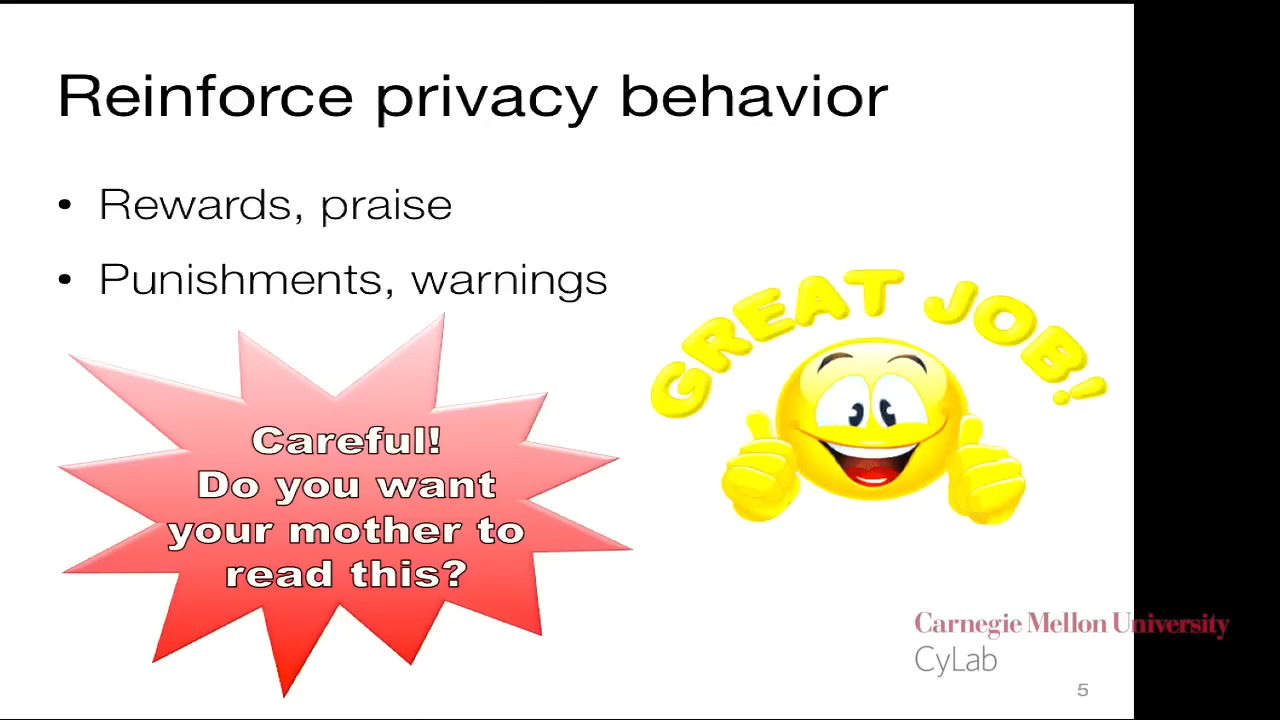 Reinforce privacy behavior
• Rewards, praise
• Punishments, warnings
GREAT JOB!
Careful!
Do you want
your mother to
read this?
Carnegie Mellon University
CyLab
5